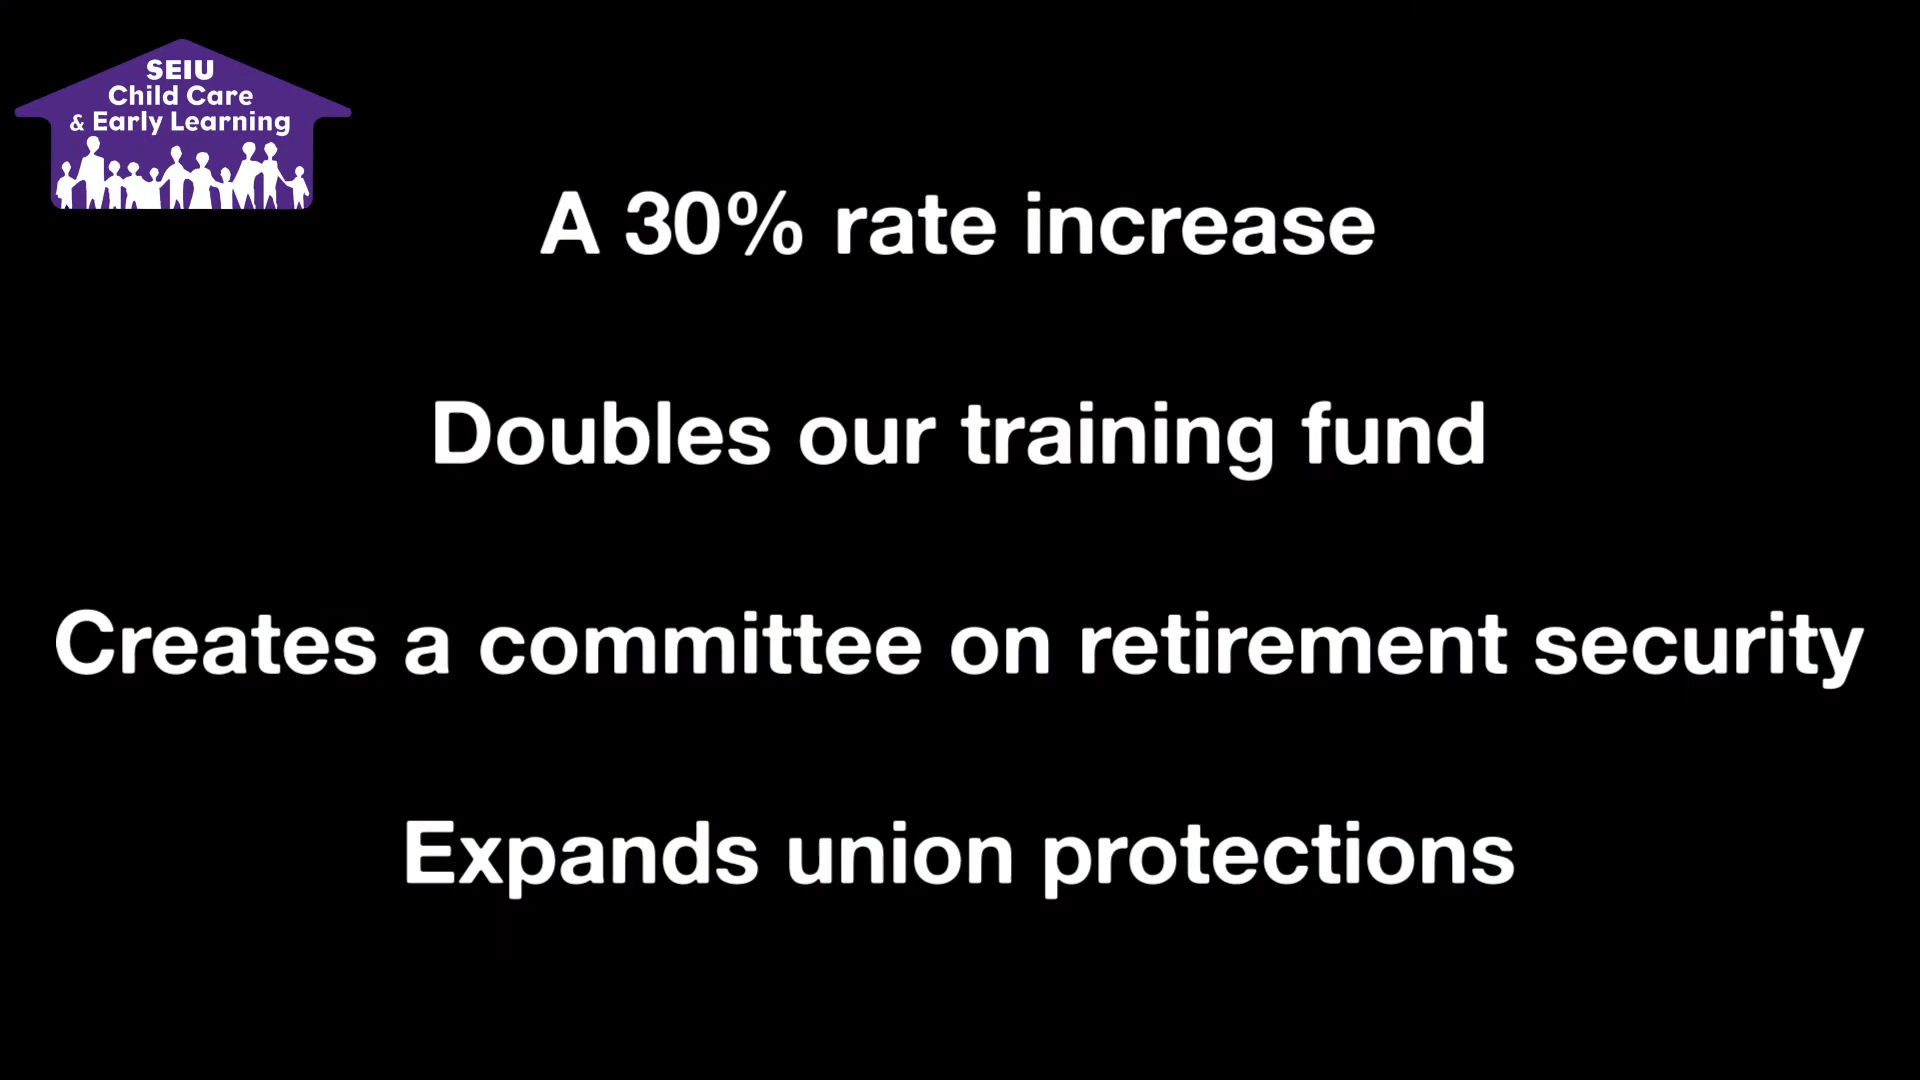 SEIU
Child Care
& Early Learning
A 30% rate increase
Doubles our training fund
Creates a committee on retirement security
Expands union protections